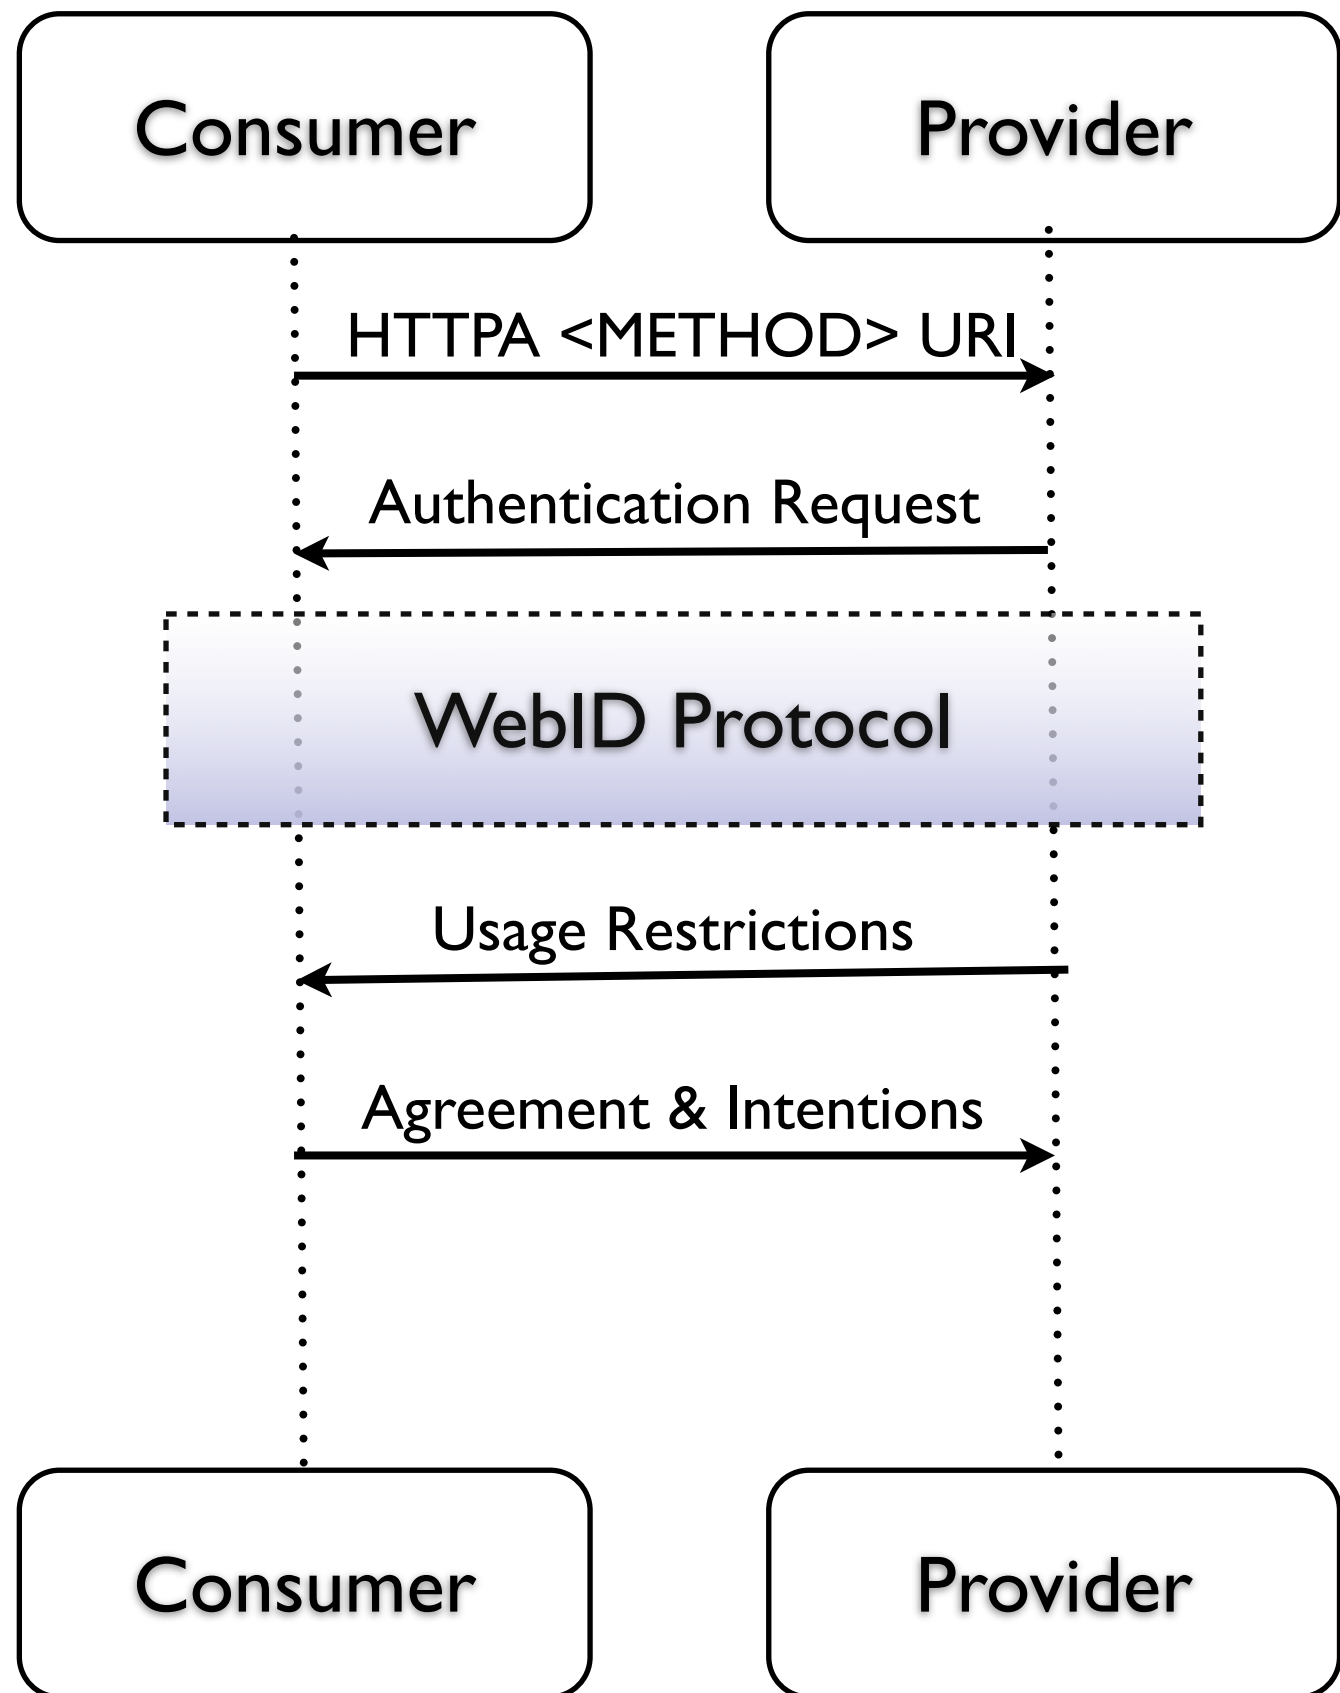 Consumer
Provider
HTTPA <METHOD> URI
Authentication Request
WebID Protocol
Usage Restrictions
Agreement & Intentions
Consumer
Provider